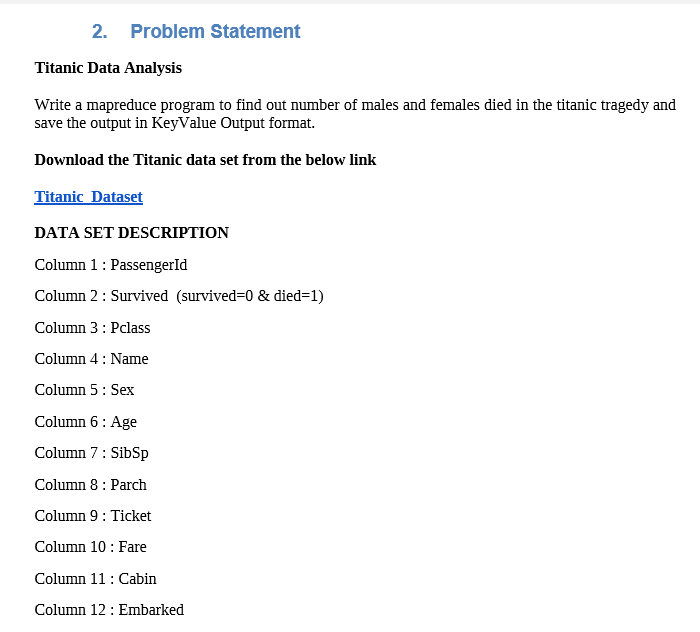 2. Problem Statement
Titanic Data Analysis
Write a mapreduce program to find out number of males and females died in the titanic tragedy and
save the output in KeyValue Output format.
Download the Titanic data set from the below link
Titanic_Dataset
DATA SET DESCRIPTION
Column 1 : PassengerId
Column 2 : Survived (survived=0 & died=1)
Column 3 : Pclass
Column 4 : Name
Column 5 : Sex
Column 6 : Age
Column 7 : SibSp
Column 8 : Parch
Column 9 : Ticket
Column 10 : Fare
Column 11 : Cabin
Column 12 : Embarked